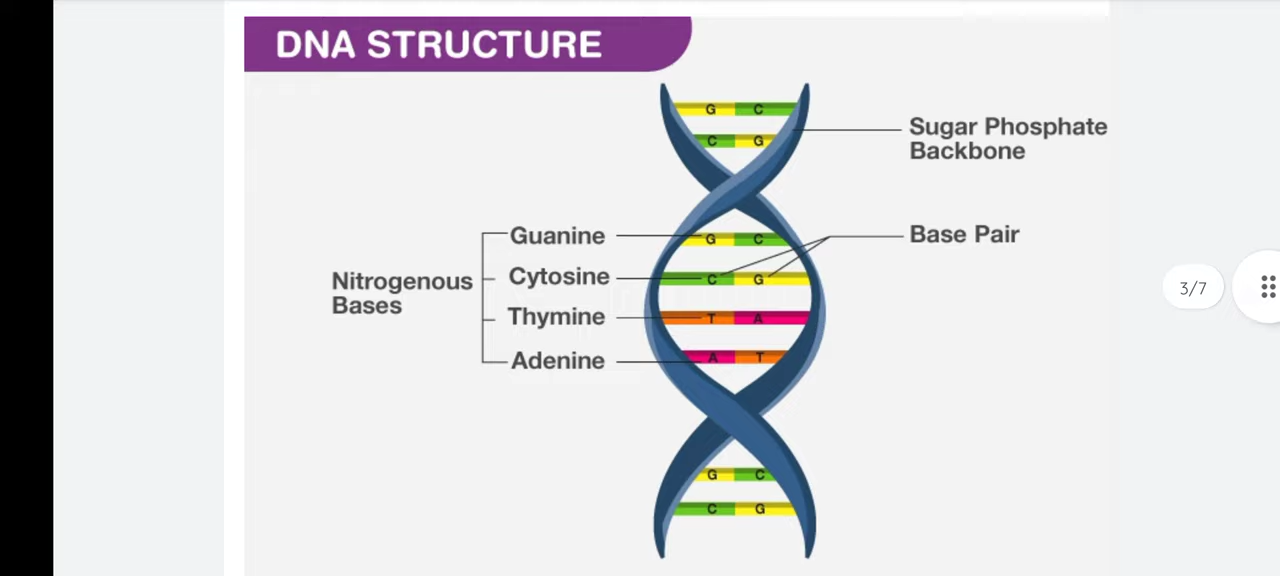 DNA STRUCTURE
G C
Sugar Phosphate
Backbone
C G
Guanine
G C
Base Pair
Nitrogenous
Bases
Cytosine
C G
Thymine
T A
Adenine
A T
G C
C G
3/7